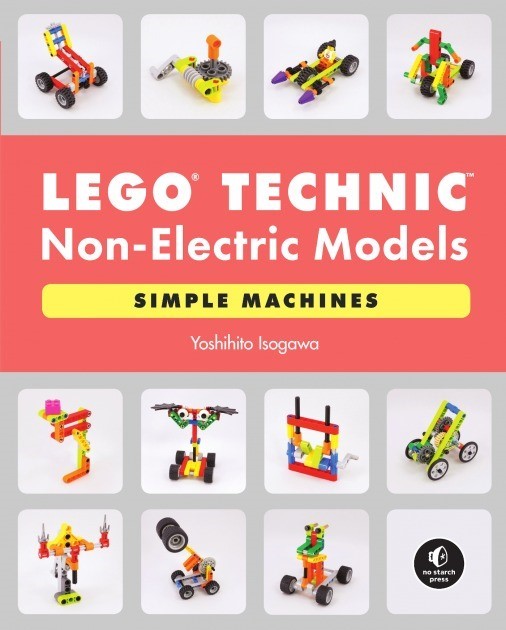 LEGO® TECHNIC™
Non-Electric Models
SIMPLE MACHINES
Yoshihito Isogawa
no starch
press